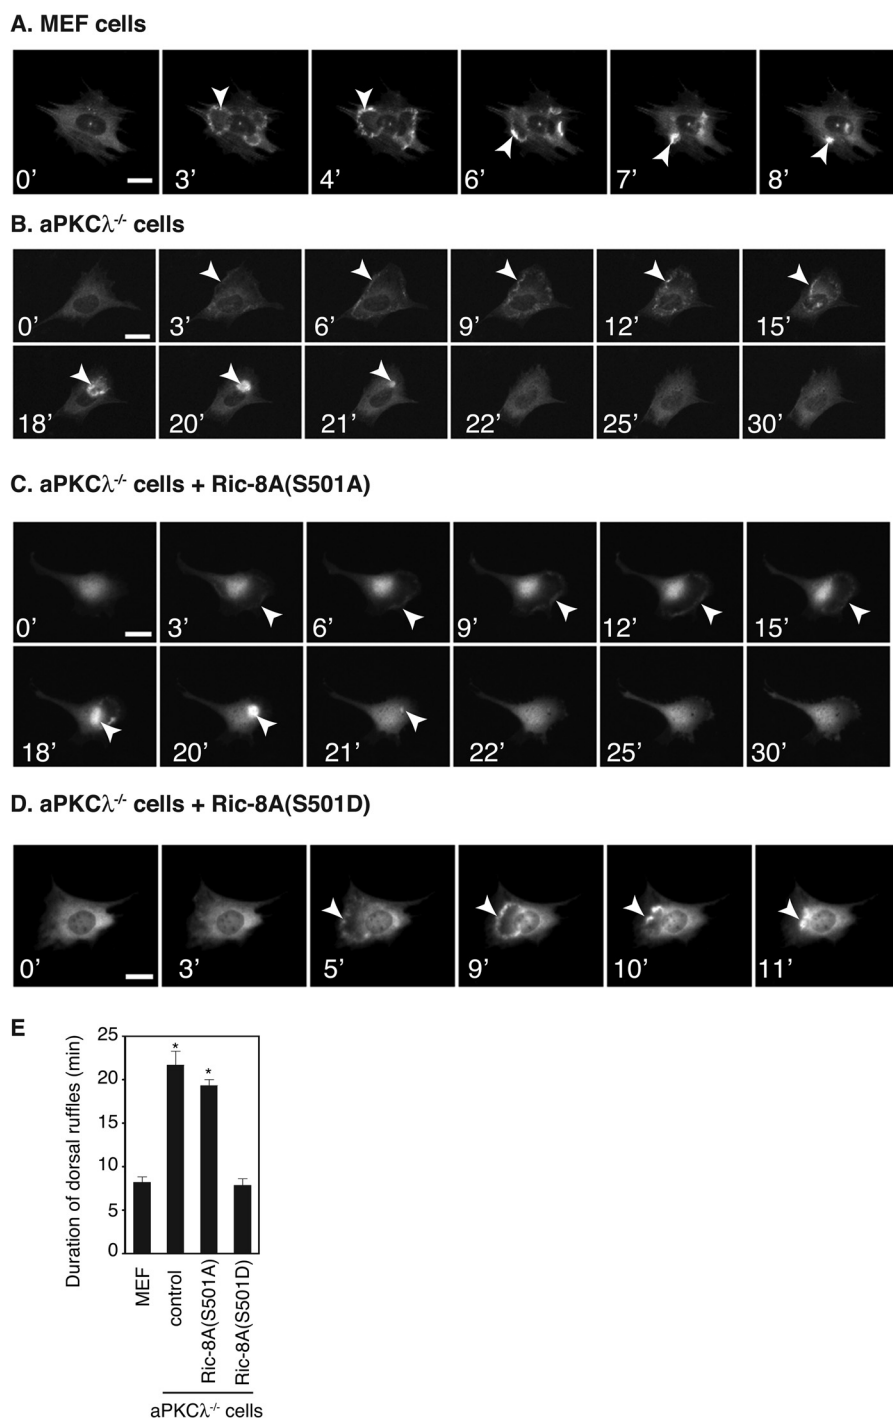 A. MEF cells
0’ 3’ 4’ 6’ 7’ 8’
B. aPKCλ-/- cells
0’ 3’ 6’ 9’ 12’ 15’
18’ 20’ 21’ 22’ 25’ 30’
C. aPKCλ-/- cells + Ric-8A(S501A)
0’ 3’ 6’ 9’ 12’ 15’
18’ 20’ 21’ 22’ 25’ 30’
D. aPKCλ-/- cells + Ric-8A(S501D)
0’ 3’ 5’ 9’ 10’ 11’
E
Duration of dorsal ruffles (min)
25
20
15
10
5
0
* *
MEF
control
Ric-8A(S501A)
Ric-8A(S501D)
aPKCλ-/- cells